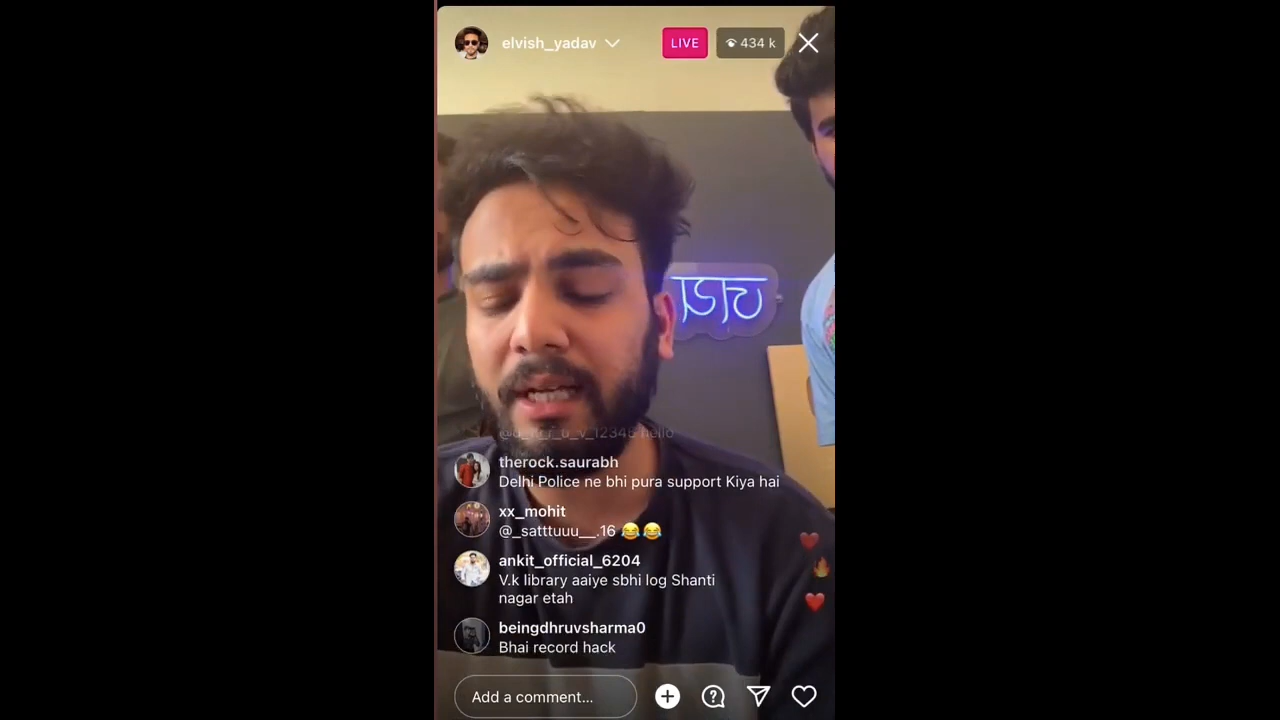 elvish_yadav
LIVE
434 k
therock.saurabh
Delhi Police ne bhi pura support Kiya hai
xx_mohit
@_satttuuu__.16 😂😂
ankit_official_6204
V.k library aaiye sbhi log Shanti
nagar etah
beingdhruvsharma0
Bhai record hack
Add a comment...